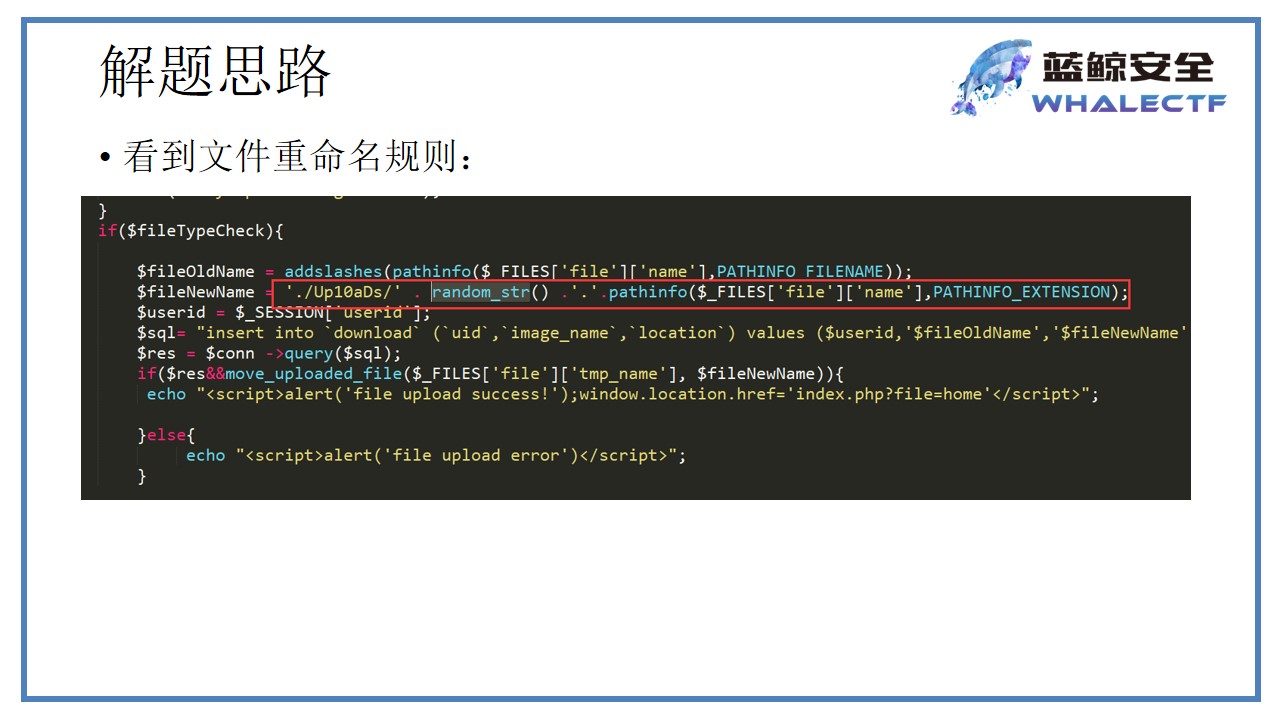 解题思路
蓝鲸安全
WHALECTF
• 看到文件重命名规则：
}
if($fileTypeCheck){
$fileOldName = addslashes(pathinfo($_FILES['file']['name'],PATHINFO_FILENAME));
$fileNewName = './Up10aDs/' . random_str() .'.'.pathinfo($_FILES['file']['name'],PATHINFO_EXTENSION);
$userid = $_SESSION['userid'];
$sql= "insert into `download` (`uid`,`image_name`,`location`) values ($userid,'$fileOldName','$fileNewName'
$res = $conn ->query($sql);
if($res&&move_uploaded_file($_FILES['file']['tmp_name'], $fileNewName)){
echo "<script>alert('file upload success!');window.location.href='index.php?file=home'</script>";
}else{
echo "<script>alert('file upload error')</script>";
}